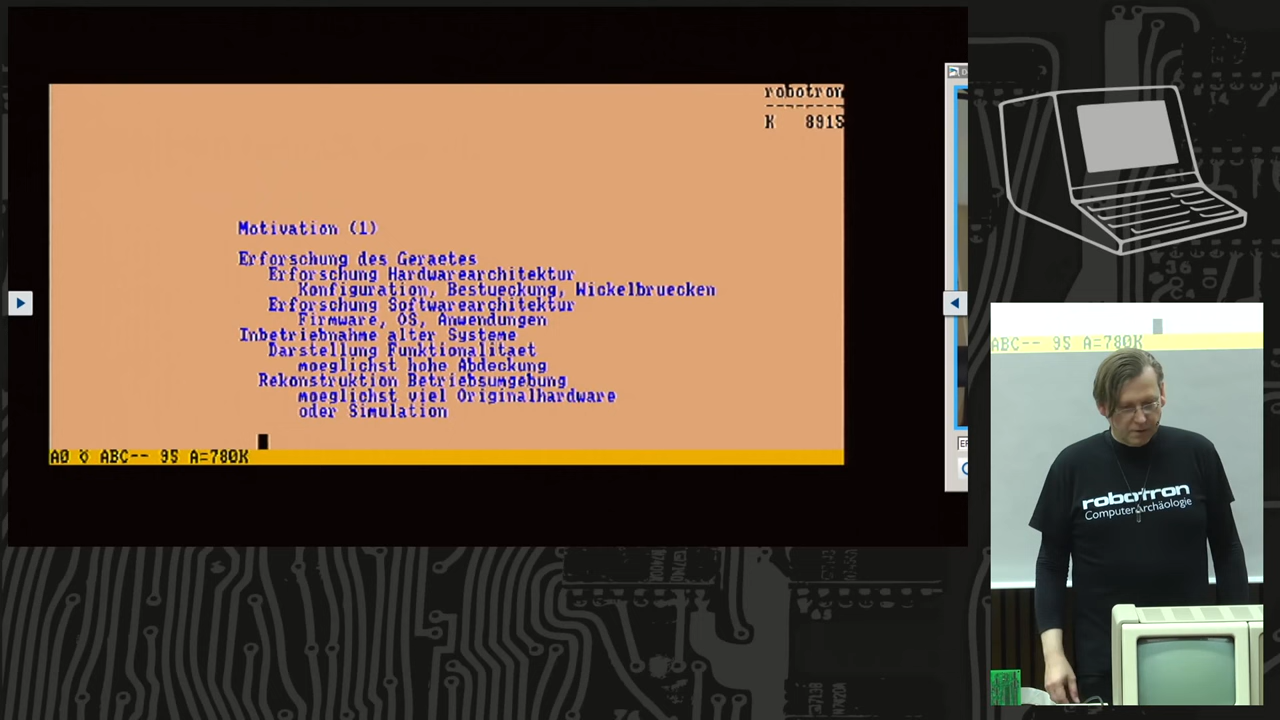 robotron
K 8915
Motivation (1)
Erforschung des Geraetes
Erforschung Hardwarearchitektur
Konfiguration, Bestueckung, Wickelbruecken
Erforschung Softwarearchitektur
Firmware, OS, Anwendungen
Inbetriebnahme alter Systeme
Darstellung Funktionalitaet
moeglichst hohe Abdeckung
Rekonstruktion Betriebsumgebung
moeglichst viel Originalhardware
oder Simulation
ABC-- 95 A=780K
ABC-- 95 A=780K
robotron
ComputerArchäologie